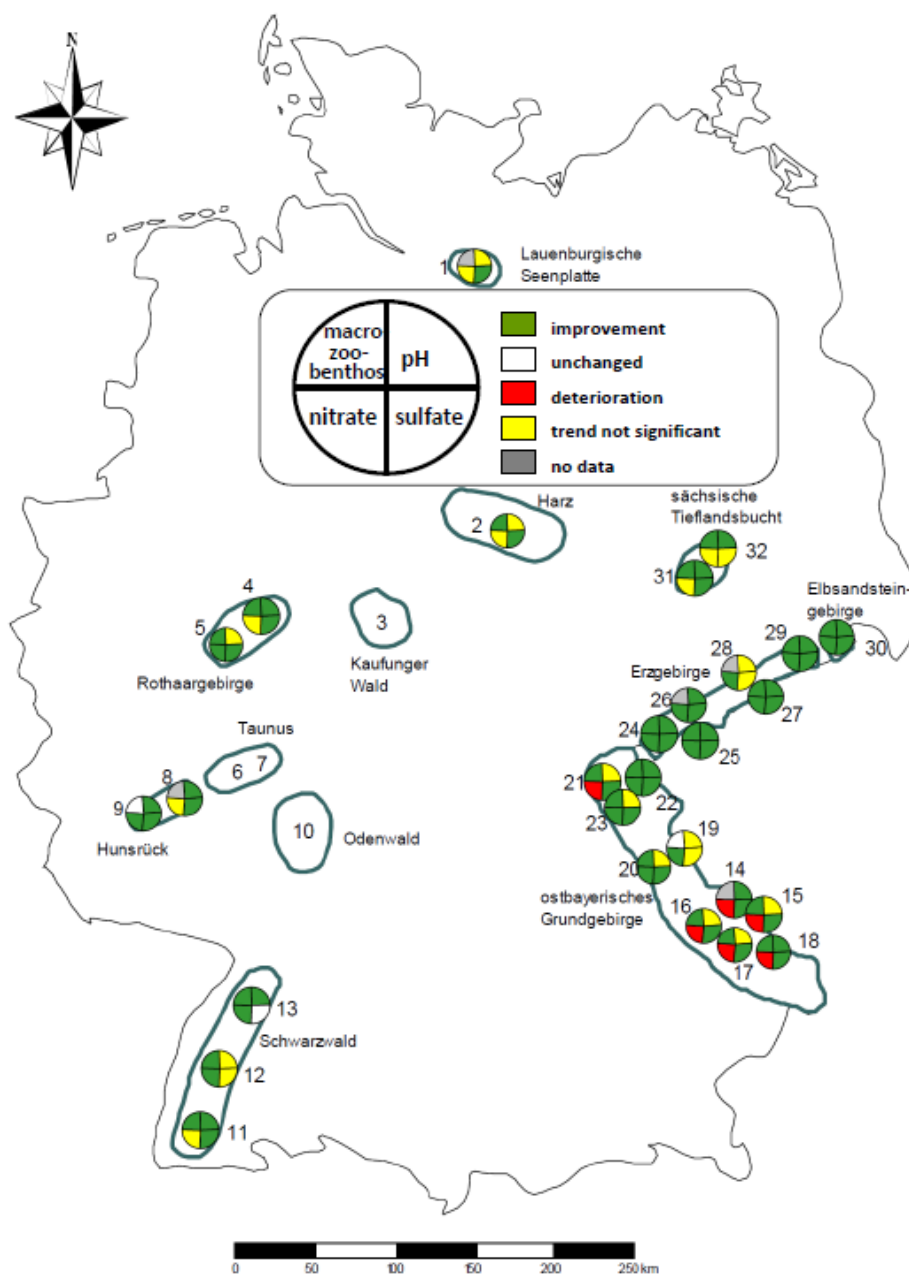 N
1
Lauenburgische
Seenplatte
macro
zoo-
benthos
pH
nitrate
sulfate
improvement
unchanged
deterioration
trend not significant
no data
Harz
2
sächsische
Tieflandsbucht
32
31
Elbsandstein-
gebirge
4
5
Rothaargebirge
3
Kaufunger
Wald
28
29
30
Erzgebirge
26
27
24
25
Taunus
6
7
8
9
Hunsrück
10
Odenwald
21
22
23
19
20
ostbayerisches
Grundgebirge
14
15
16
17
18
13
Schwarzwald
12
11
0
50
100
150
200
250 km